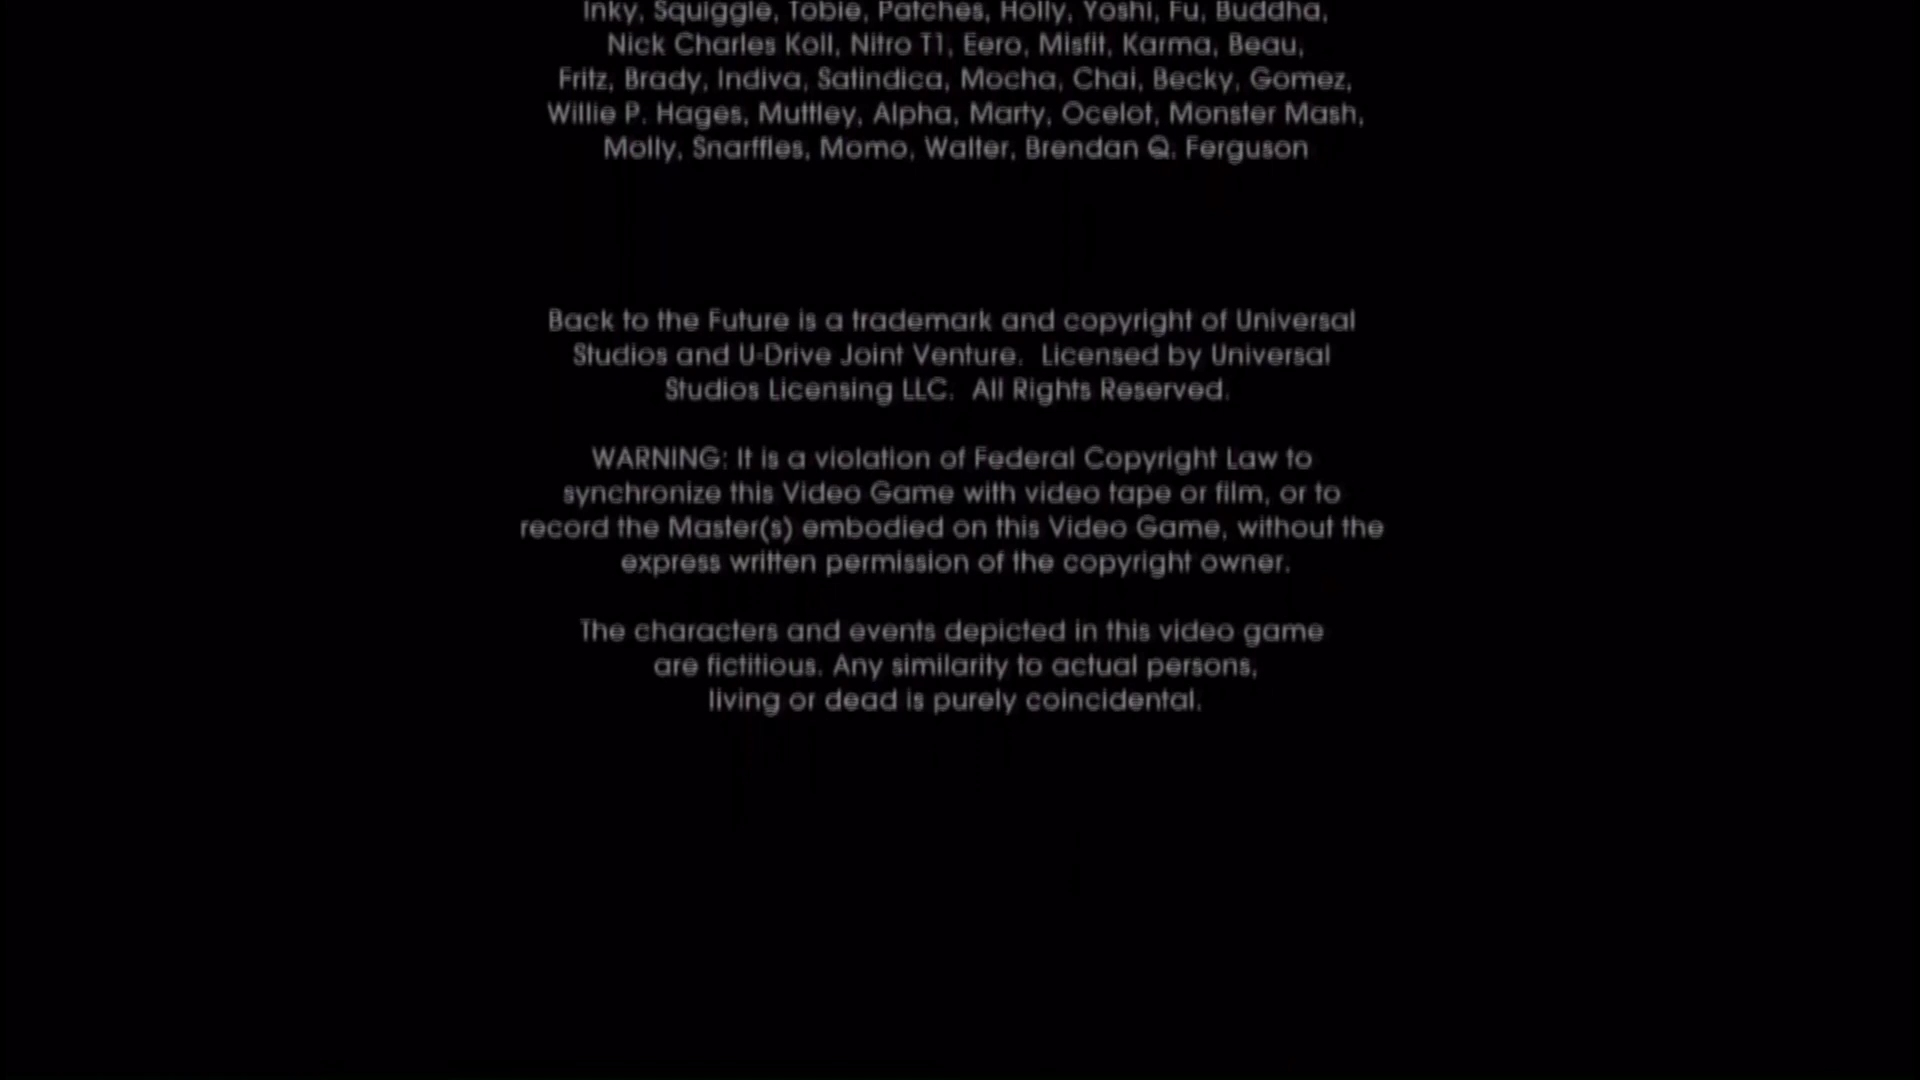 Inky, Squiggle, Tobie, Patches, Holly, Yoshi, Fu, Buddha,
Nick Charles Koll, Nitro T1, Eero, Misfit, Karma, Beau,
Fritz, Brady, Indiva, Satindica, Mocha, Chai, Becky, Gomez,
Willie P. Hages, Muttley, Alpha, Marty, Ocelot, Monster Mash,
Molly, Snarffles, Momo, Walter, Brendan Q. Ferguson
Back to the Future is a trademark and copyright of Universal
Studios and U-Drive Joint Venture.  Licensed by Universal
Studios Licensing LLC.  All Rights Reserved.
WARNING: It is a violation of Federal Copyright Law to
synchronize this Video Game with video tape or film, or to
record the Master(s) embodied on this Video Game, without the
express written permission of the copyright owner.
The characters and events depicted in this video game
are fictitious. Any similarity to actual persons,
living or dead is purely coincidental.